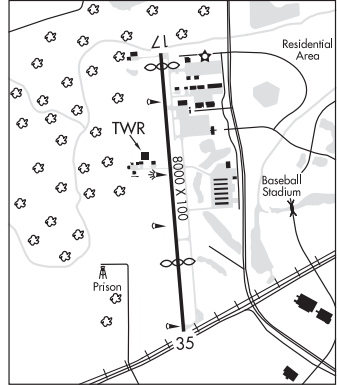 17
Residential
Area
TWR
8000 X 100
Baseball
Stadium
Prison
35